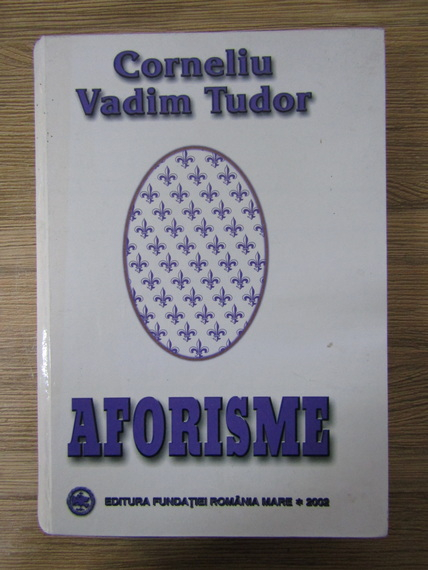 Corneliu
Vadim Tudor
AFORISME
EDITURA FUNDAȚIEI ROMÂNIA MARE * 2002